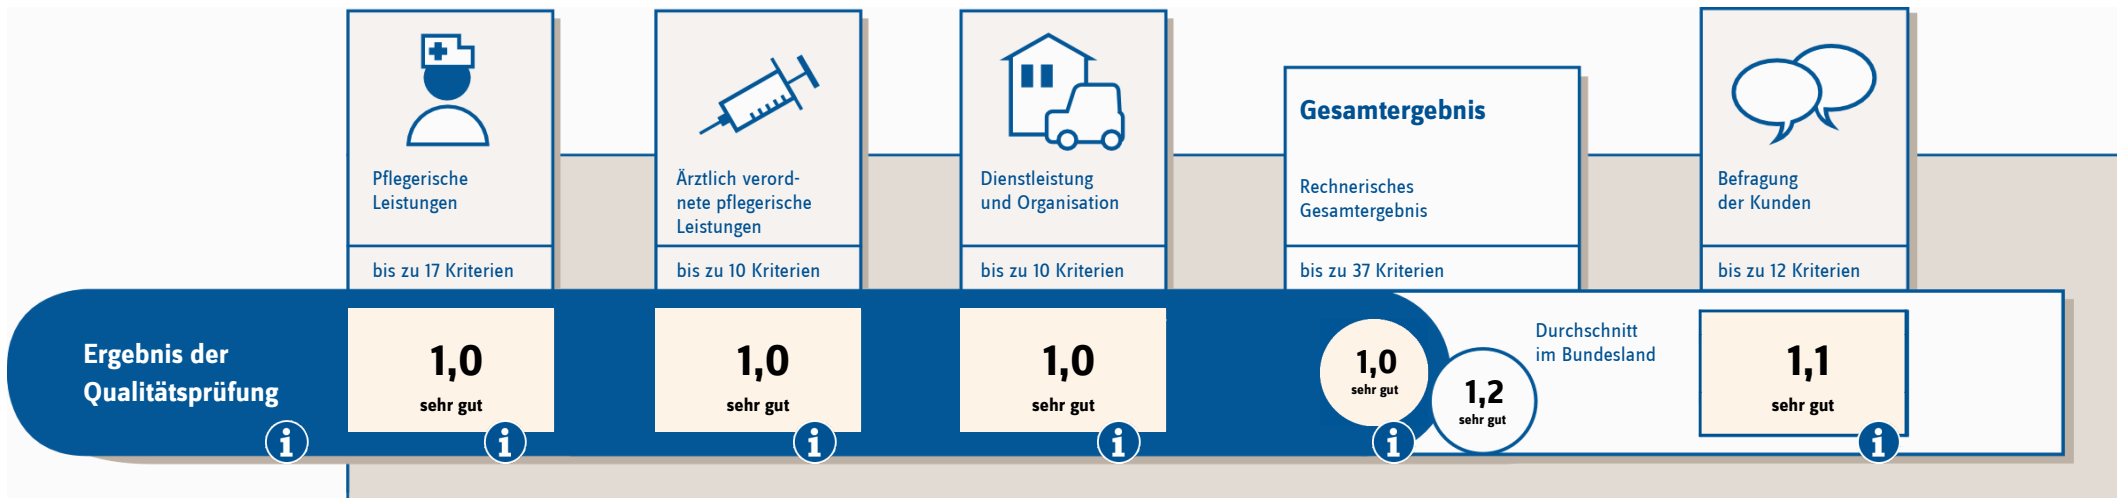 Pflegerische
Leistungen
bis zu 17 Kriterien
Ärztlich verord-
nete pflegerische
Leistungen
bis zu 10 Kriterien
Dienstleistung
und Organisation
bis zu 10 Kriterien
Gesamtergebnis
Rechnerisches
Gesamtergebnis
bis zu 37 Kriterien
Befragung
der Kunden
bis zu 12 Kriterien
Ergebnis der
Qualitätsprüfung
i
1,0
sehr gut
i
1,0
sehr gut
i
1,0
sehr gut
i
1,0
sehr gut
i
1,2
sehr gut
Durchschnitt
im Bundesland
1,1
sehr gut
i